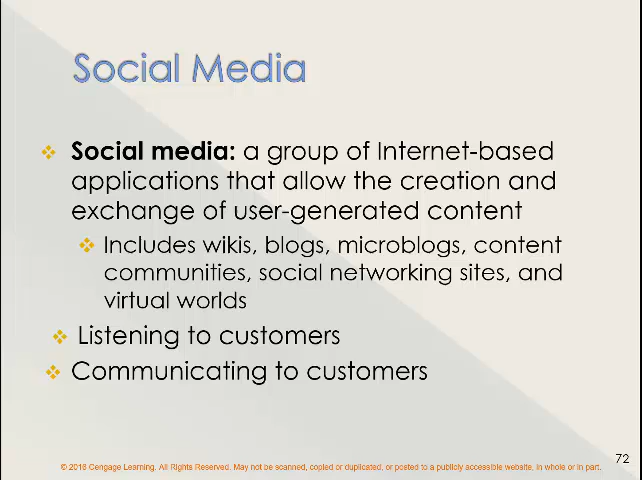 Social Media
Social media: a group of Internet-based
applications that allow the creation and
exchange of user-generated content
Includes wikis, blogs, microblogs, content
communities, social networking sites, and
virtual worlds
Listening to customers
Communicating to customers
72
© 2016 Cengage Learning. All Rights Reserved. May not be scanned, copied or duplicated, or posted to a publicly accessible website, in whole or in part.